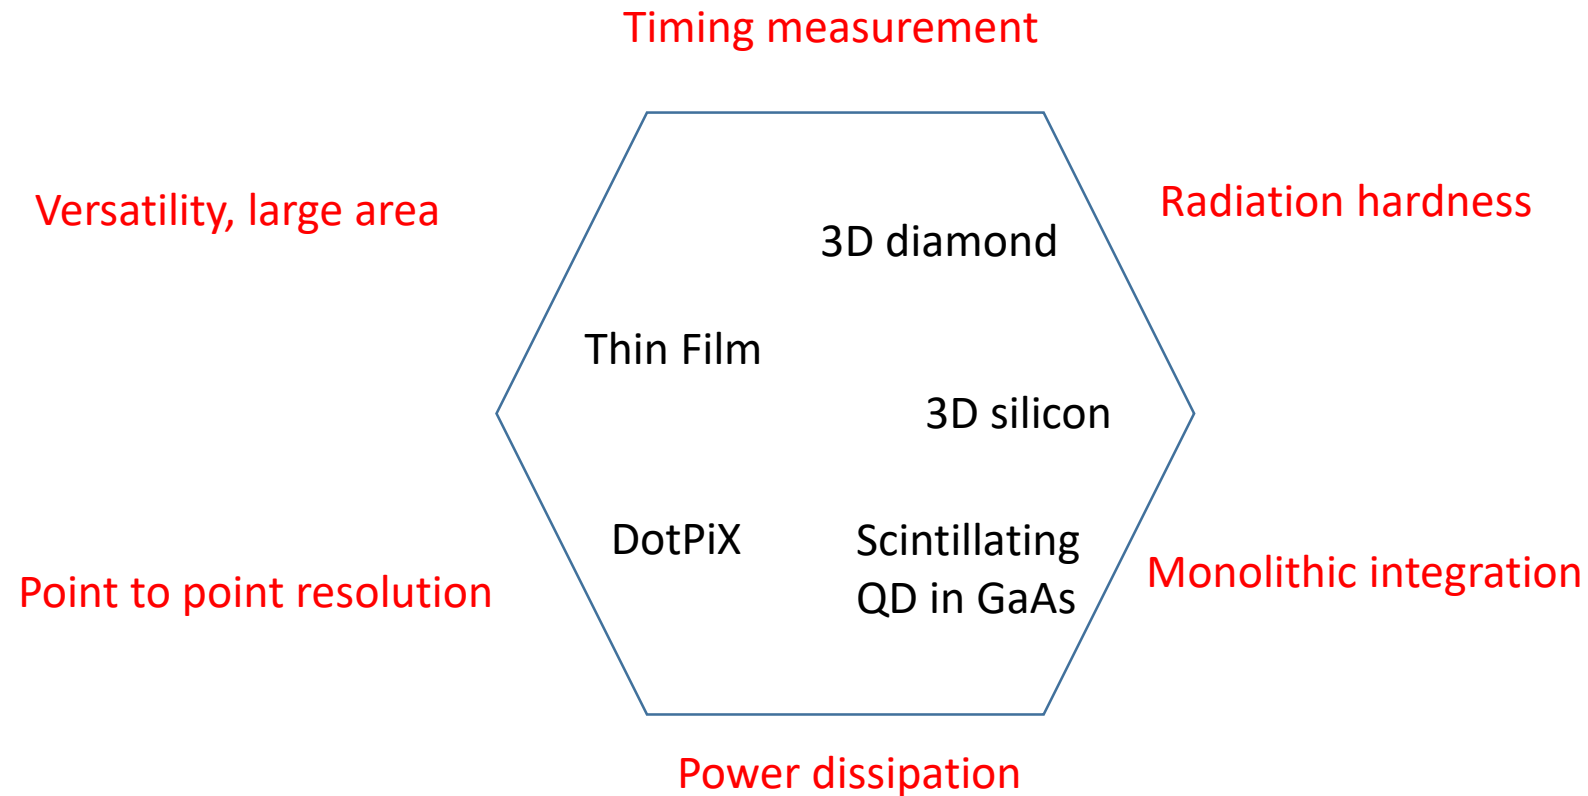 Timing measurement
Versatility, large area
Radiation hardness
3D diamond
Thin Film
3D silicon
DotPiX
Scintillating
QD in GaAs
Point to point resolution
Monolithic integration
Power dissipation